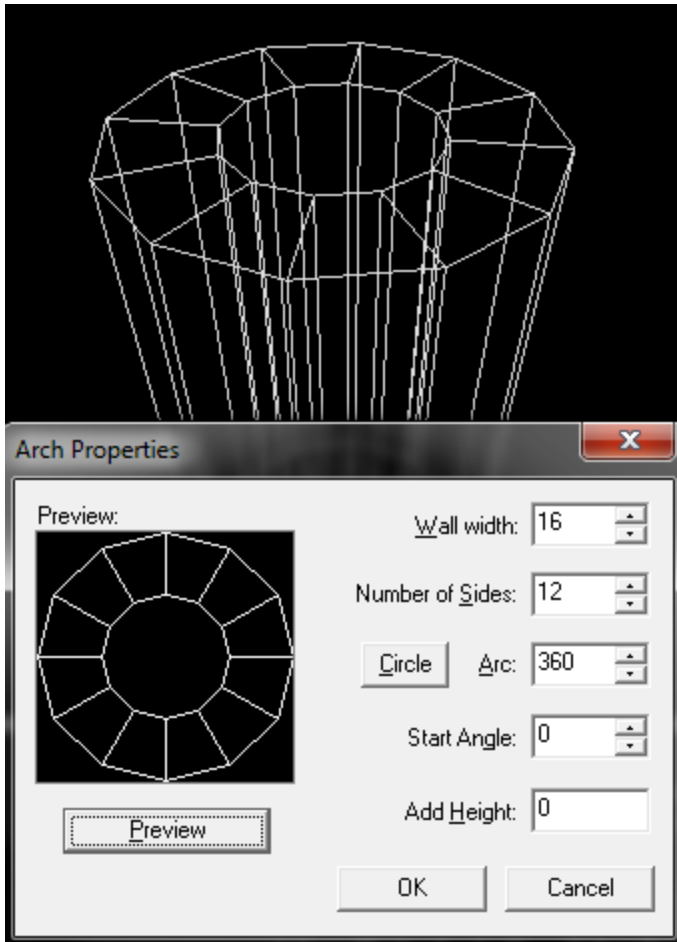 Arch Properties
Preview:
Wall width: 16
Number of Sides: 12
Circle Arc: 360
Start Angle: 0
Add Height: 0
Preview
OK Cancel